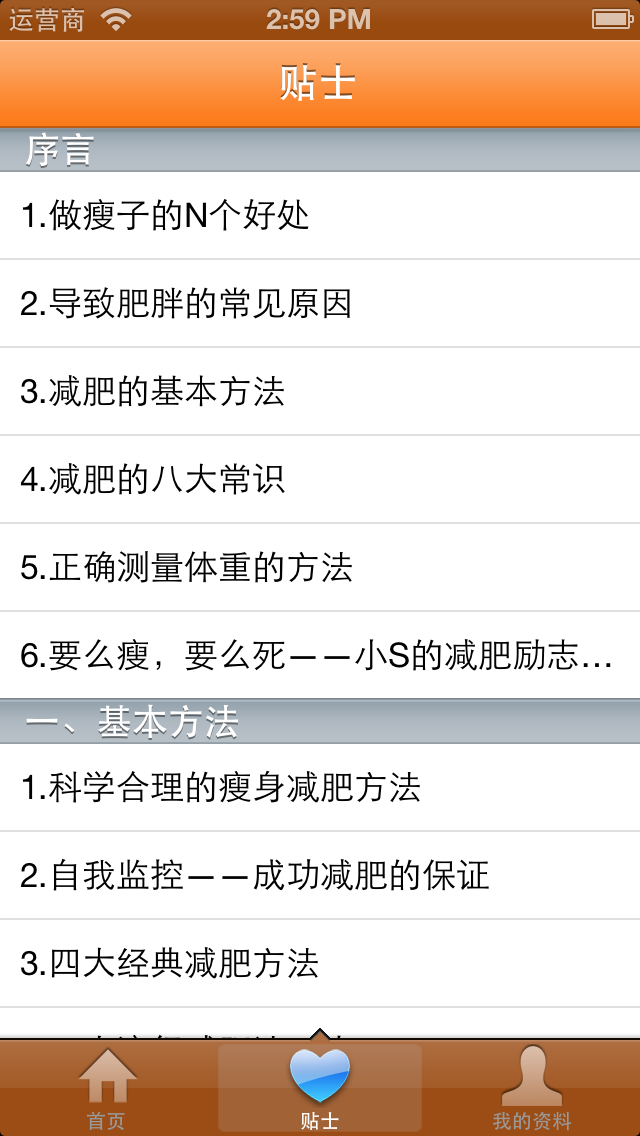 运营商 2:59 PM
贴士
序言
1.做瘦子的N个好处
2.导致肥胖的常见原因
3.减肥的基本方法
4.减肥的八大常识
5.正确测量体重的方法
6.要么瘦，要么死——小S的减肥励志…
一、基本方法
1.科学合理的瘦身减肥方法
2.自我监控——成功减肥的保证
3.四大经典减肥方法
首页 贴士 我的资料